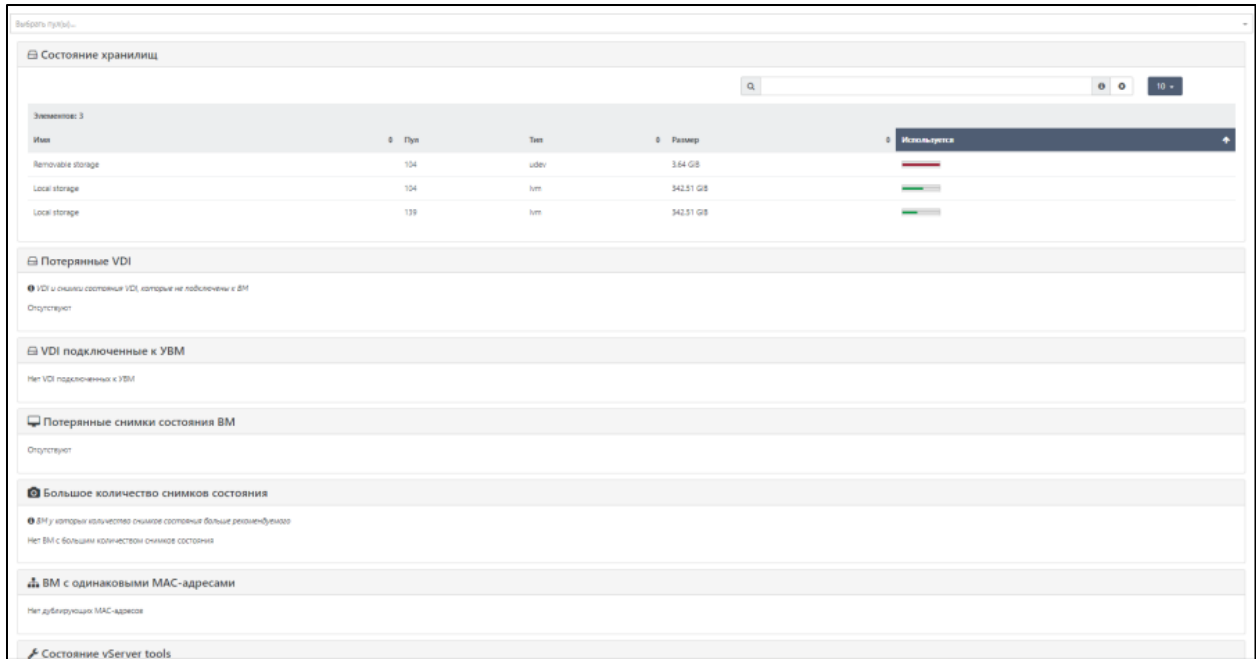 Выбрать пул(ы)...
Состояние хранилищ
10
Элементов: 3
Имя Пул Тип Размер Используется
Removable storage 104 udev 3.64 GiB
Local storage 104 lvm 342.51 GiB
Local storage 139 lvm 342.51 GiB
Потерянные VDI
VDI и снимки состояния VDI, которые не подключены к ВМ
Отсутствуют
VDI подключенные к УВМ
Нет VDI подключенных к УВМ
Потерянные снимки состояния ВМ
Отсутствуют
Большое количество снимков состояния
ВМ у которых количество снимков состояния больше рекомендуемого
Нет ВМ с большим количеством снимков состояния
ВМ с одинаковыми MAC-адресами
Нет дублирующих MAC-адресов
Состояние vServer tools